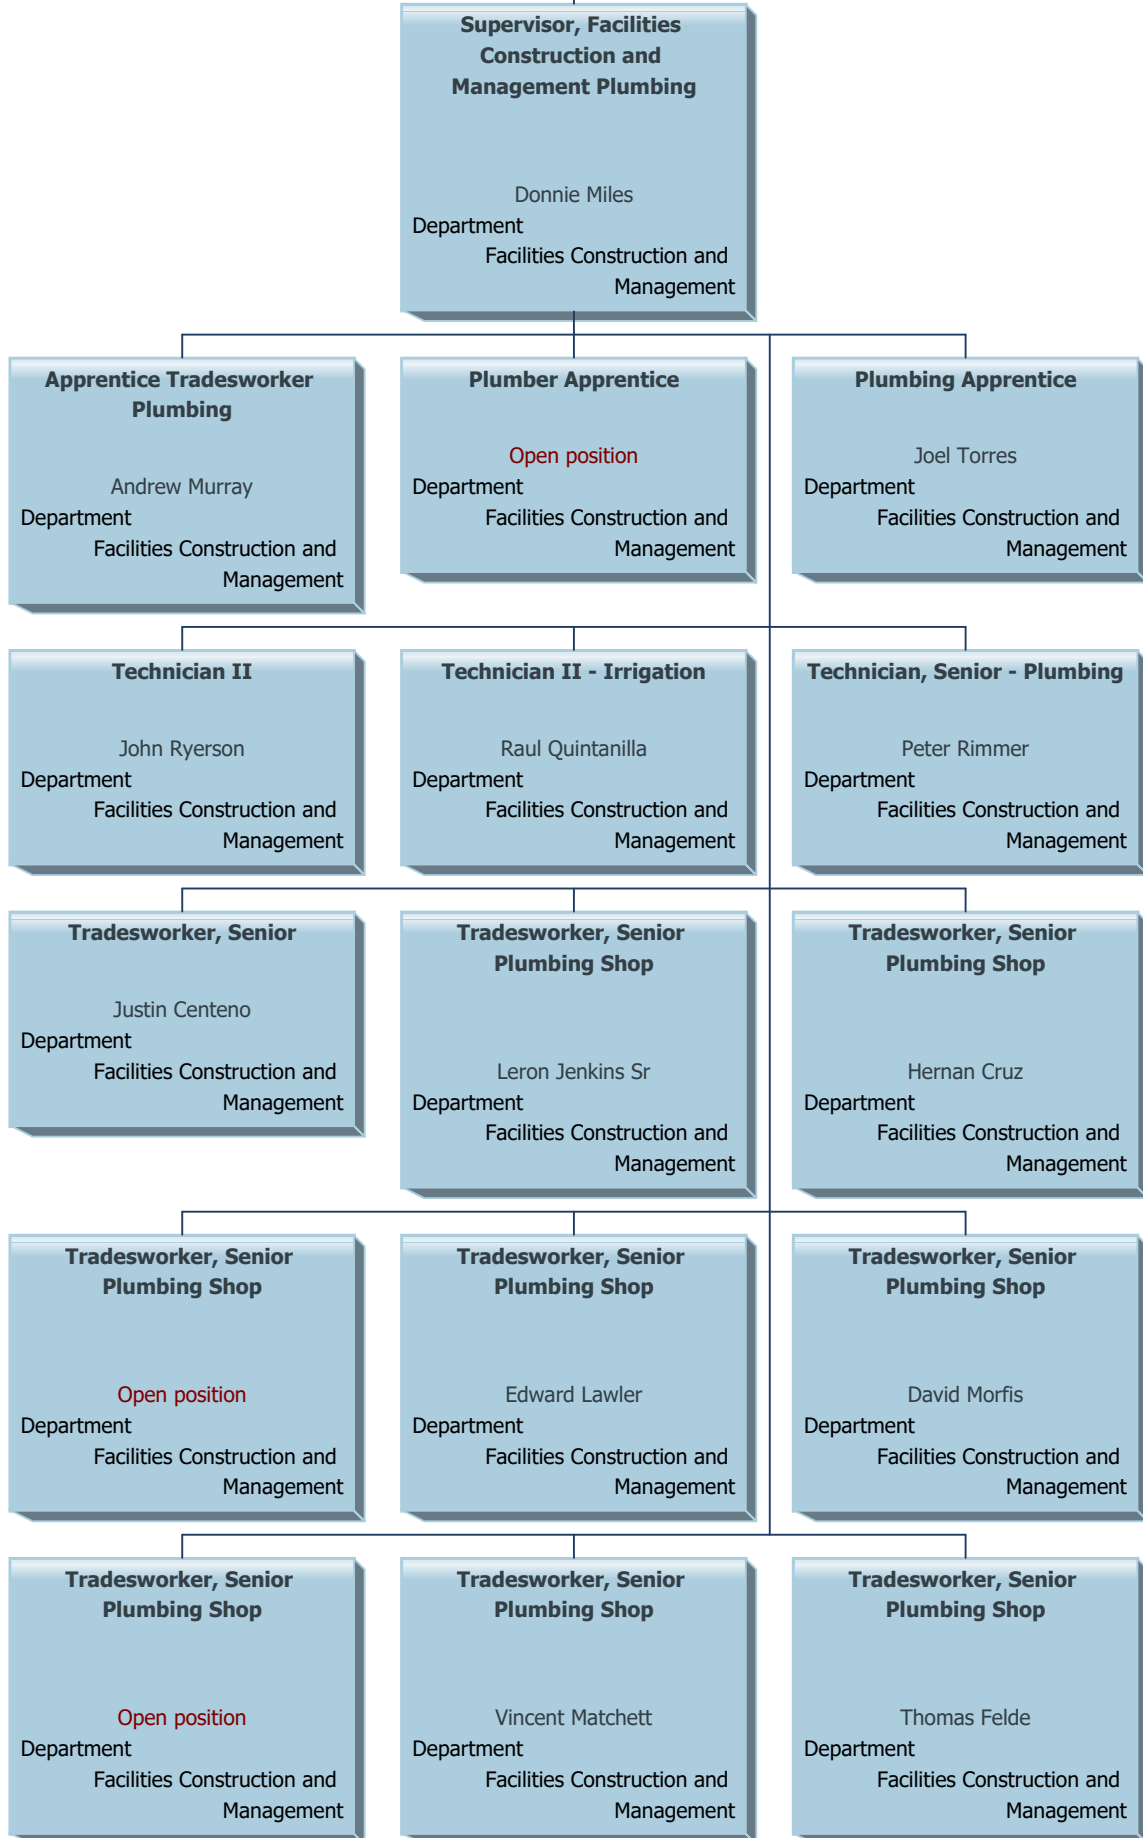 Supervisor, Facilities
Construction and
Management Plumbing
Donnie Miles
Department
Facilities Construction and
Management
Apprentice Tradesworker
Plumbing
Andrew Murray
Department
Facilities Construction and
Management
Plumber Apprentice
Open position
Department
Facilities Construction and
Management
Plumbing Apprentice
Joel Torres
Department
Facilities Construction and
Management
Technician II
John Ryerson
Department
Facilities Construction and
Management
Technician II - Irrigation
Raul Quintanilla
Department
Facilities Construction and
Management
Technician, Senior - Plumbing
Peter Rimmer
Department
Facilities Construction and
Management
Tradesworker, Senior
Justin Centeno
Department
Facilities Construction and
Management
Tradesworker, Senior
Plumbing Shop
Leron Jenkins Sr
Department
Facilities Construction and
Management
Tradesworker, Senior
Plumbing Shop
Hernan Cruz
Department
Facilities Construction and
Management
Tradesworker, Senior
Plumbing Shop
Open position
Department
Facilities Construction and
Management
Tradesworker, Senior
Plumbing Shop
Edward Lawler
Department
Facilities Construction and
Management
Tradesworker, Senior
Plumbing Shop
David Morfis
Department
Facilities Construction and
Management
Tradesworker, Senior
Plumbing Shop
Open position
Department
Facilities Construction and
Management
Tradesworker, Senior
Plumbing Shop
Vincent Matchett
Department
Facilities Construction and
Management
Tradesworker, Senior
Plumbing Shop
Thomas Felde
Department
Facilities Construction and
Management